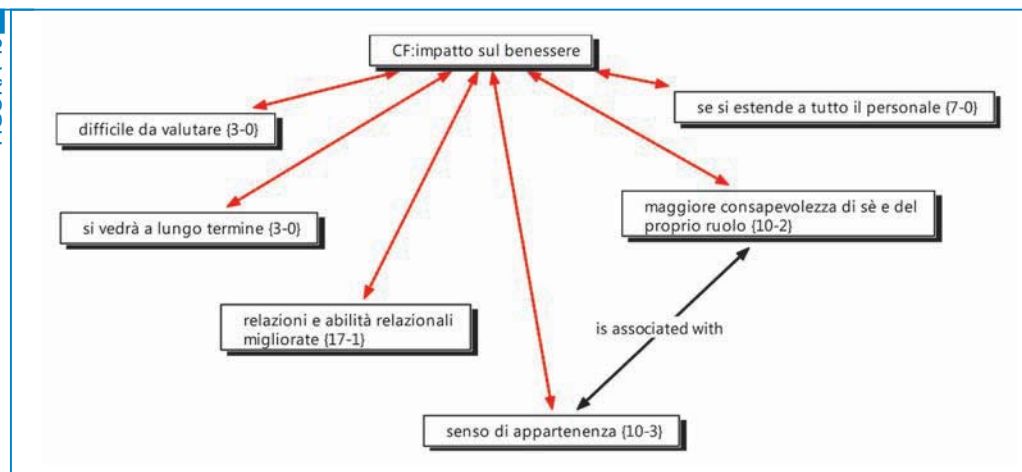 CF:impatto sul benessere
se si estende a tutto il personale {7-0}
difficile da valutare {3-0}
maggiore consapevolezza di sè e del
proprio ruolo {10-2}
si vedrà a lungo termine {3-0}
relazioni e abilità relazionali
migliorate {17-1}
is associated with
senso di appartenenza {10-3}